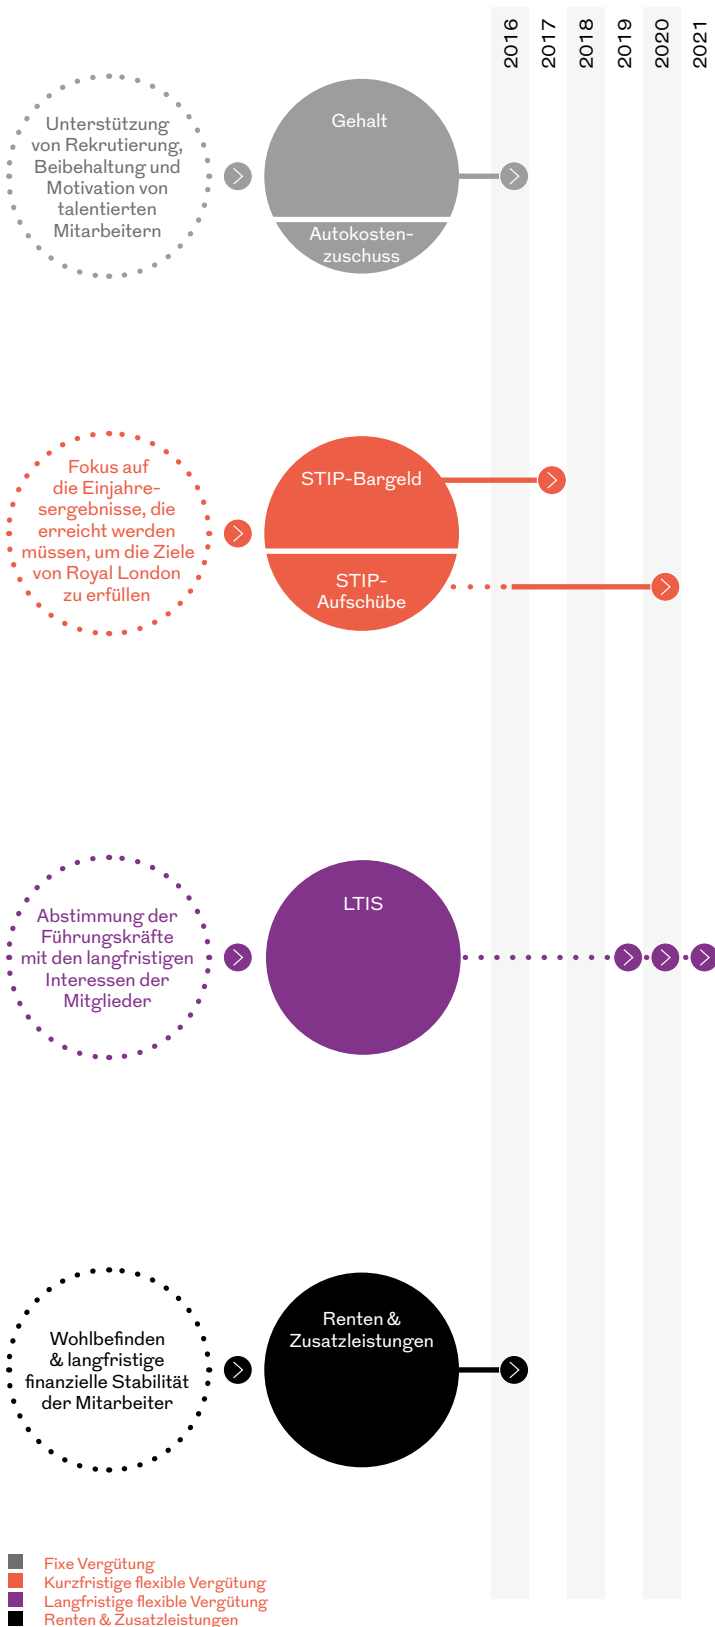 2016
2017
2018
2019
2020
2021
Unterstützung
von Rekrutierung,
Beibehaltung und
Motivation von
talentierten
Mitarbeitern
Gehalt
Autokosten-
zuschuss
Fokus auf
die Einjahre-
sergebnisse, die
erreicht werden
müssen, um die Ziele
von Royal London
zu erfüllen
STIP-Bargeld
STIP-
Aufschübe
Abstimmung der
Führungskräfte
mit den langfristigen
Interessen der
Mitglieder
LTIS
Wohlbefinden
& langfristige
finanzielle Stabilität
der Mitarbeiter
Renten &
Zusatzleistungen
Fixe Vergütung
Kurzfristige flexible Vergütung
Langfristige flexible Vergütung
Renten & Zusatzleistungen